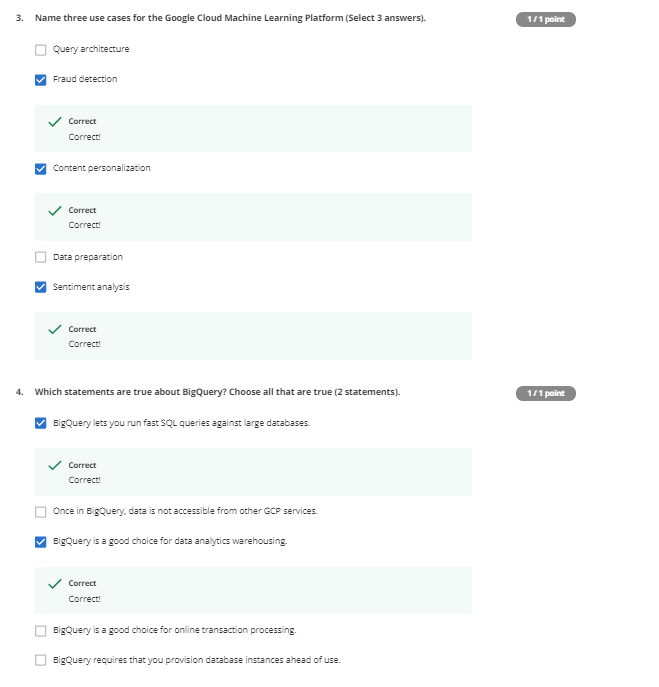 3. Name three use cases for the Google Cloud Machine Learning Platform (Select 3 answers).
1 / 1 point
Query architecture
Fraud detection
Correct
Correct!
Content personalization
Correct
Correct!
Data preparation
Sentiment analysis
Correct
Correct!
4. Which statements are true about BigQuery? Choose all that are true (2 statements).
1 / 1 point
BigQuery lets you run fast SQL queries against large databases.
Correct
Correct!
Once in BigQuery, data is not accessible from other GCP services.
BigQuery is a good choice for data analytics warehousing.
Correct
Correct!
BigQuery is a good choice for online transaction processing.
BigQuery requires that you provision database instances ahead of use.